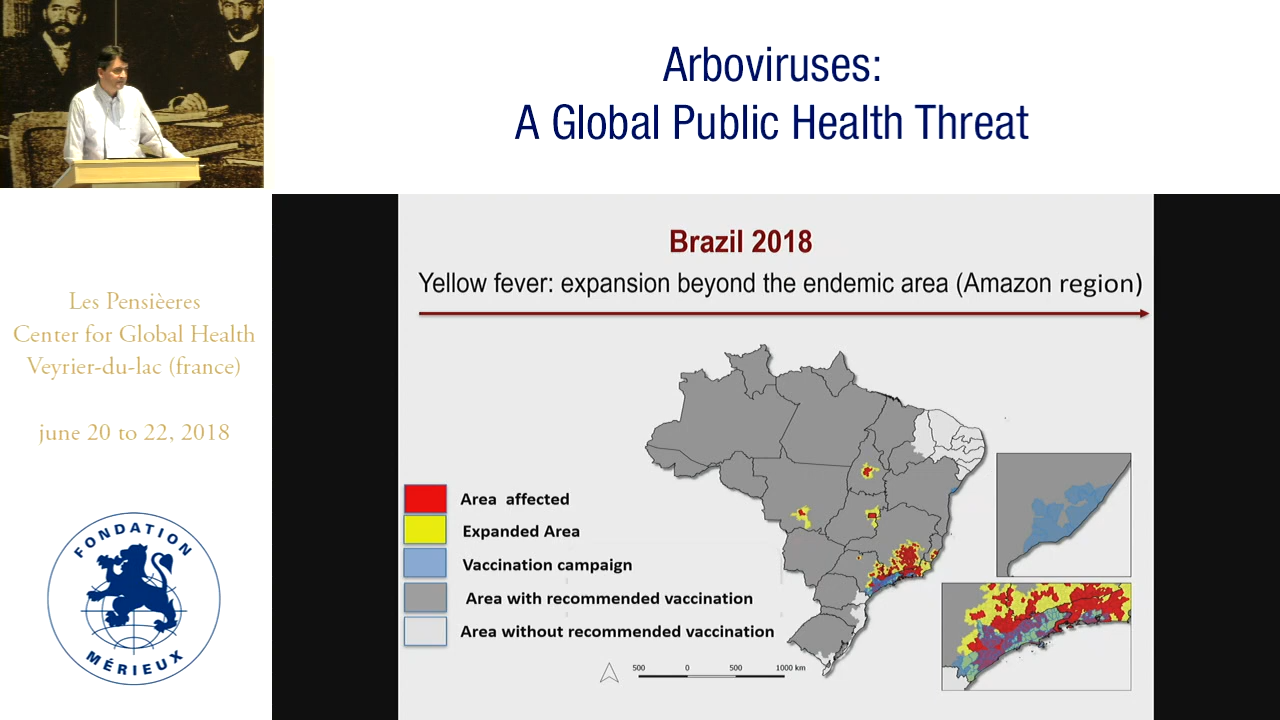 Arboviruses:
A Global Public Health Threat
Les Pensièeres
Center for Global Health
Veyrier-du-lac (france)
june 20 to 22, 2018
FONDATION
MÉRIEUX
Brazil 2018
Yellow fever: expansion beyond the endemic area (Amazon region)
Area affected
Expanded Area
Vaccination campaign
Area with recommended vaccination
Area without recommended vaccination
500 0 500 1000 km